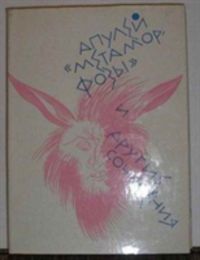 АПУЛЕЙ
"МЕТАМОР-
ФОЗЫ"
И
ДРУГИЕ
СОЧИНЕНИЯ